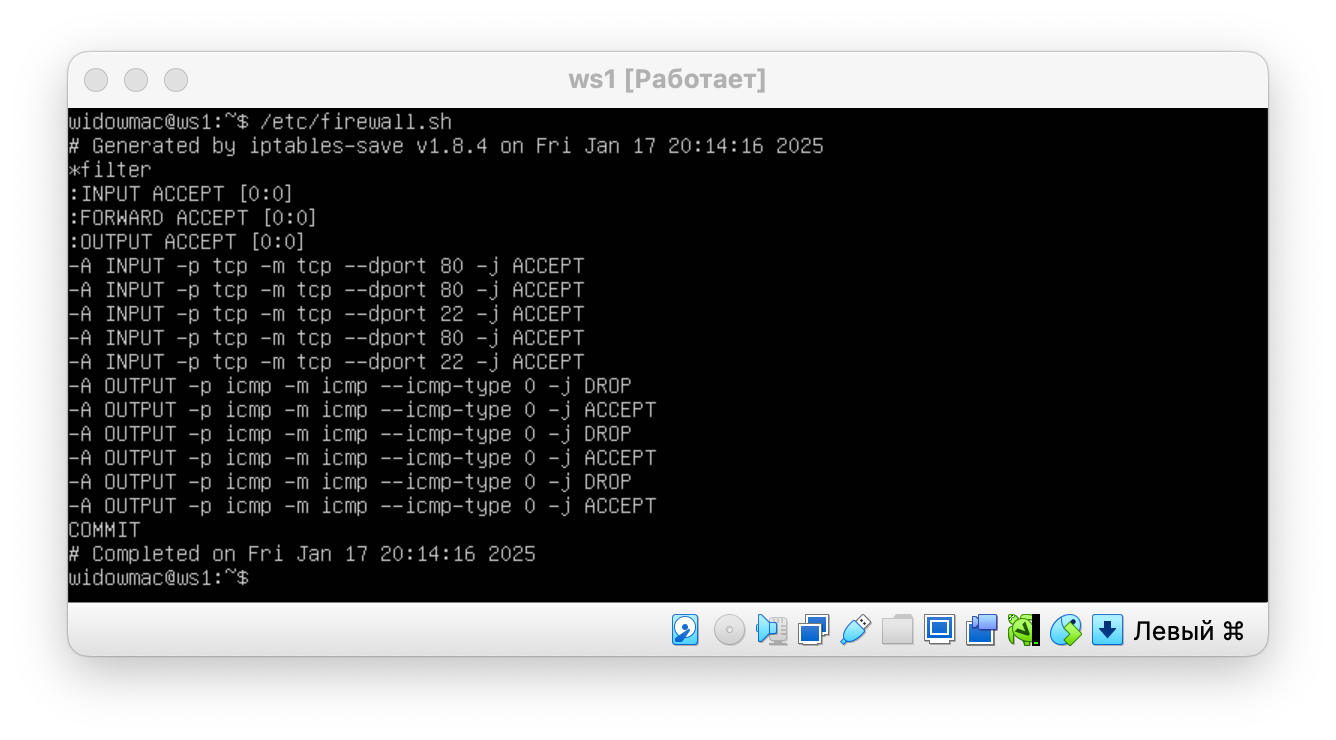 ws1 [Работает]
widowmac@ws1:~$ /etc/firewall.sh
# Generated by iptables-save v1.8.4 on Fri Jan 17 20:14:16 2025
*filter
:INPUT ACCEPT [0:0]
:FORWARD ACCEPT [0:0]
:OUTPUT ACCEPT [0:0]
-A INPUT -p tcp -m tcp --dport 80 -j ACCEPT
-A INPUT -p tcp -m tcp --dport 80 -j ACCEPT
-A INPUT -p tcp -m tcp --dport 22 -j ACCEPT
-A INPUT -p tcp -m tcp --dport 80 -j ACCEPT
-A INPUT -p tcp -m tcp --dport 22 -j ACCEPT
-A OUTPUT -p icmp -m icmp --icmp-type 0 -j DROP
-A OUTPUT -p icmp -m icmp --icmp-type 0 -j ACCEPT
-A OUTPUT -p icmp -m icmp --icmp-type 0 -j DROP
-A OUTPUT -p icmp -m icmp --icmp-type 0 -j ACCEPT
-A OUTPUT -p icmp -m icmp --icmp-type 0 -j DROP
-A OUTPUT -p icmp -m icmp --icmp-type 0 -j ACCEPT
COMMIT
# Completed on Fri Jan 17 20:14:16 2025
widowmac@ws1:~$
Левый ⌘